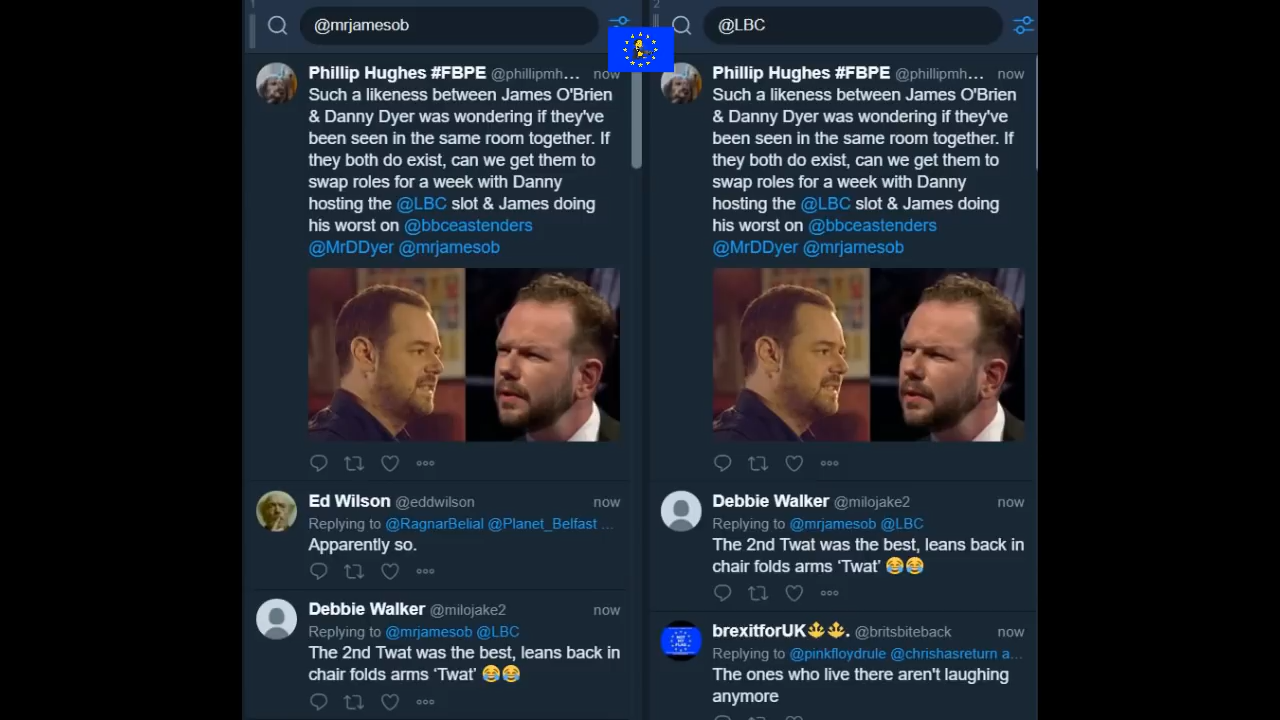 1
@mrjamesob
Phillip Hughes #FBPE @phillipmh... now
Such a likeness between James O'Brien
& Danny Dyer was wondering if they've
been seen in the same room together. If
they both do exist, can we get them to
swap roles for a week with Danny
hosting the @LBC slot & James doing
his worst on @bbceastenders
@MrDDyer @mrjamesob
Ed Wilson @eddwilson now
Replying to @RagnarBelial @Planet_Belfast ...
Apparently so.
Debbie Walker @milojake2 now
Replying to @mrjamesob @LBC
The 2nd Twat was the best, leans back in
chair folds arms ‘Twat’ 😂😂
2
@LBC
Phillip Hughes #FBPE @phillipmh... now
Such a likeness between James O'Brien
& Danny Dyer was wondering if they've
been seen in the same room together. If
they both do exist, can we get them to
swap roles for a week with Danny
hosting the @LBC slot & James doing
his worst on @bbceastenders
@MrDDyer @mrjamesob
Debbie Walker @milojake2 now
Replying to @mrjamesob @LBC
The 2nd Twat was the best, leans back in
chair folds arms ‘Twat’ 😂😂
brexitforUK🔱🔱. @britsbiteback now
Replying to @pinkfloydrule @chrishasreturn a...
The ones who live there aren't laughing
anymore